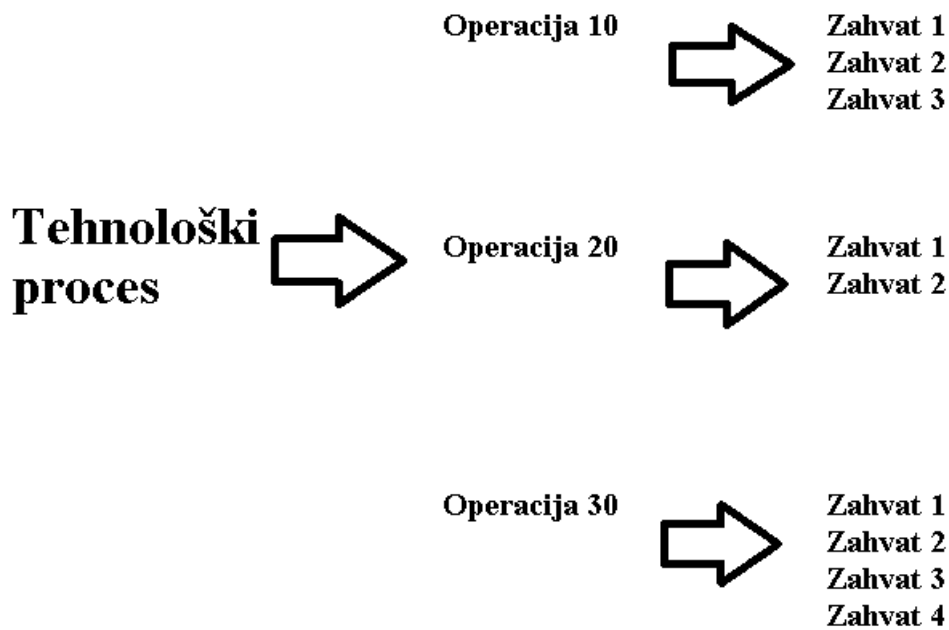 Operacija 10
Zahvat 1
Zahvat 2
Zahvat 3
Tehnološki
proces
Operacija 20
Zahvat 1
Zahvat 2
Operacija 30
Zahvat 1
Zahvat 2
Zahvat 3
Zahvat 4